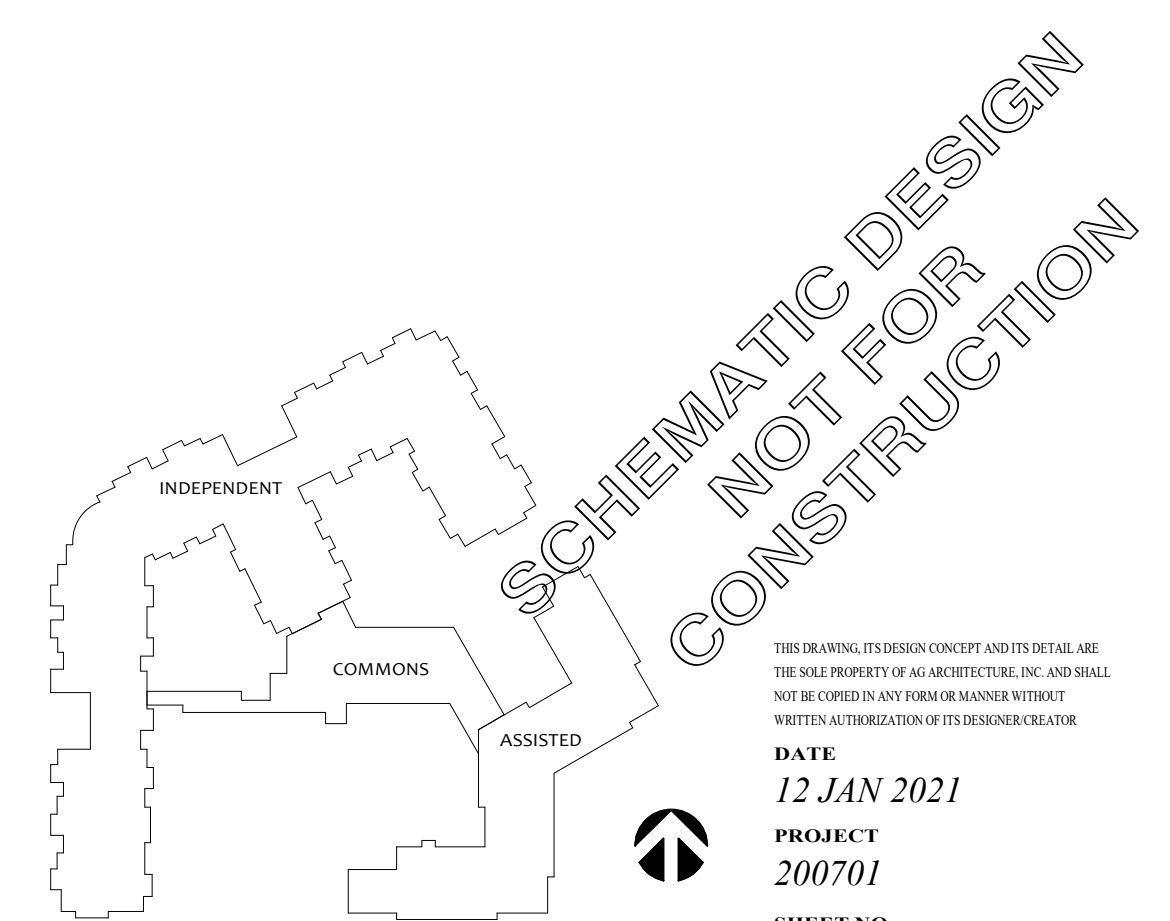 SCHEMATIC DESIGN
NOT FOR
CONSTRUCTION
INDEPENDENT
COMMONS
ASSISTED
THIS DRAWING, ITS DESIGN CONCEPT AND ITS DETAIL ARE
THE SOLE PROPERTY OF AG ARCHITECTURE, INC. AND SHALL
NOT BE COPIED IN ANY FORM OR MANNER WITHOUT
WRITTEN AUTHORIZATION OF ITS DESIGNER/CREATOR
DATE
12 JAN 2021
PROJECT
200701
SHEET NO